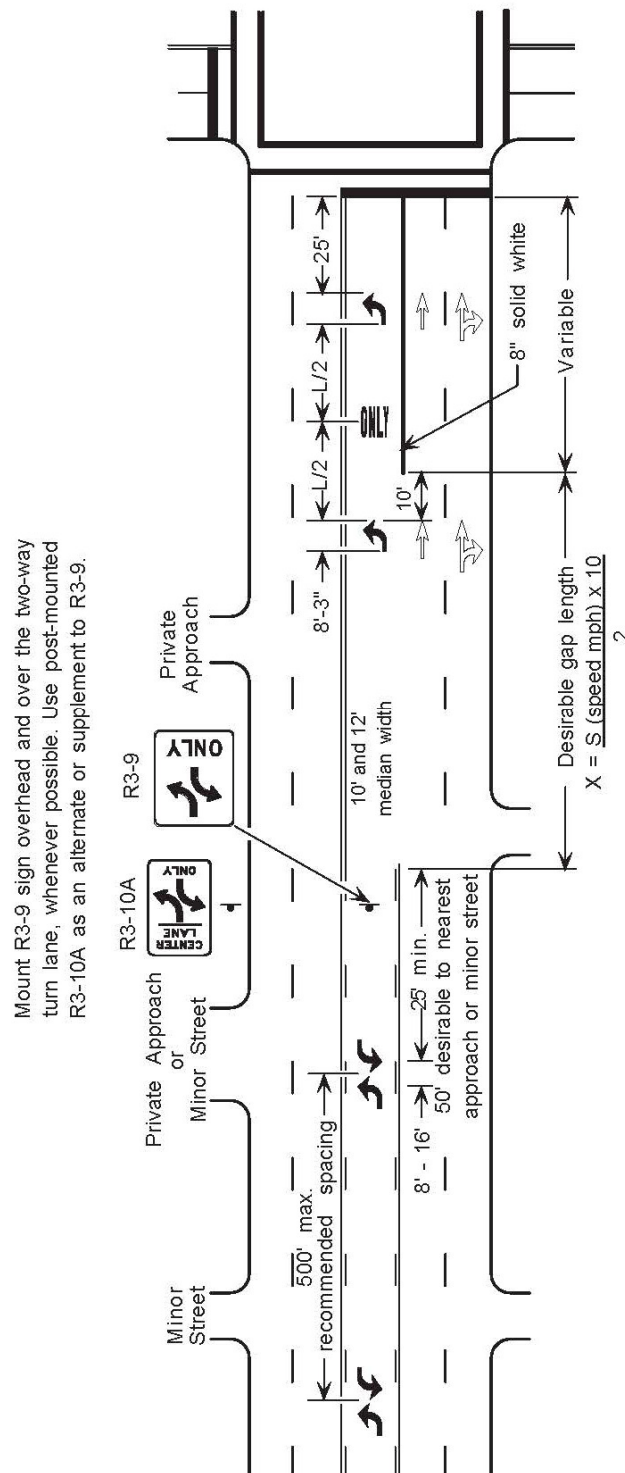 Mount R3-9 sign overhead and over the two-way
turn lane, whenever possible. Use post-mounted
R3-10A as an alternate or supplement to R3-9.
Minor
Street
Private Approach
or
Minor Street
R3-10A
CENTER
LANE
ONLY
R3-9
ONLY
Private
Approach
500' max.
recommended spacing
8'-3"
L/2
L/2
25'
10' and 12'
median width
ONLY
10'
8' - 16'
25' min.
50' desirable to nearest
approach or minor street
8" solid white
Desirable gap length
X = S (speed mph) x 10
2
Variable